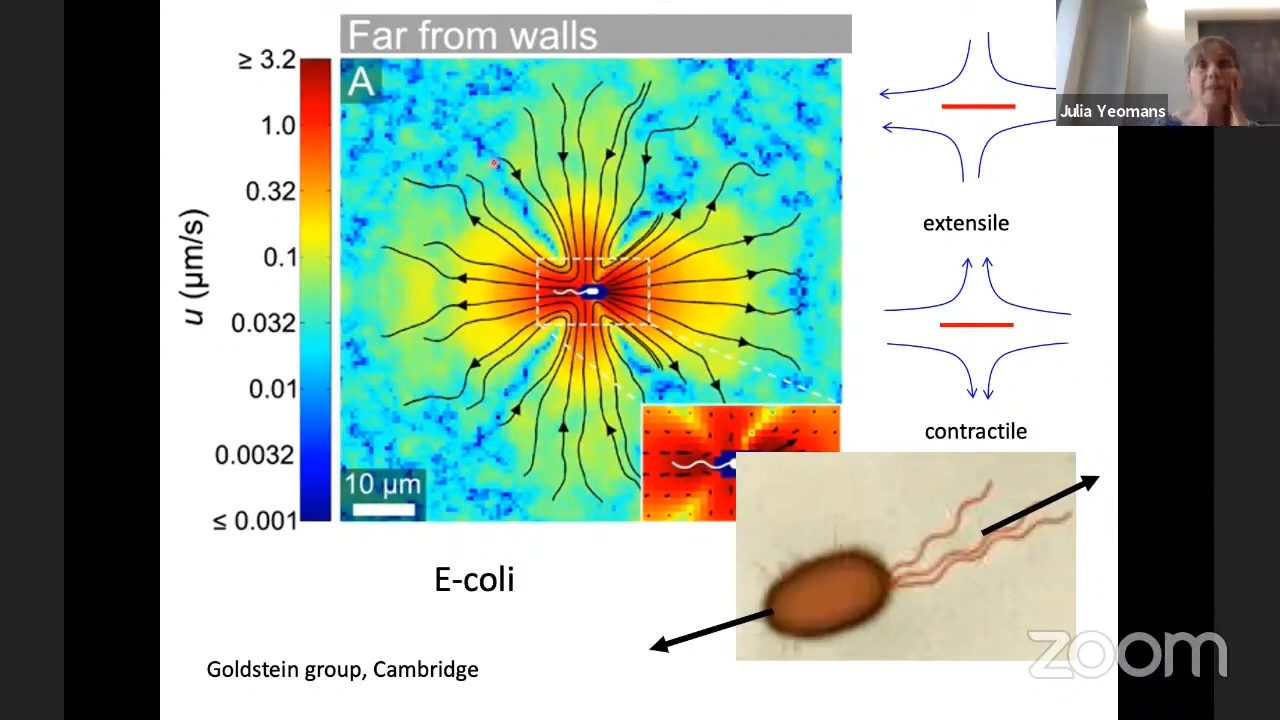 Far from walls
A
≥ 3.2
1.0
0.32
0.1
0.032
0.01
0.0032
≤ 0.001
u (μm/s)
10 μm
Julia Yeomans
extensile
contractile
E-coli
Goldstein group, Cambridge
zoom